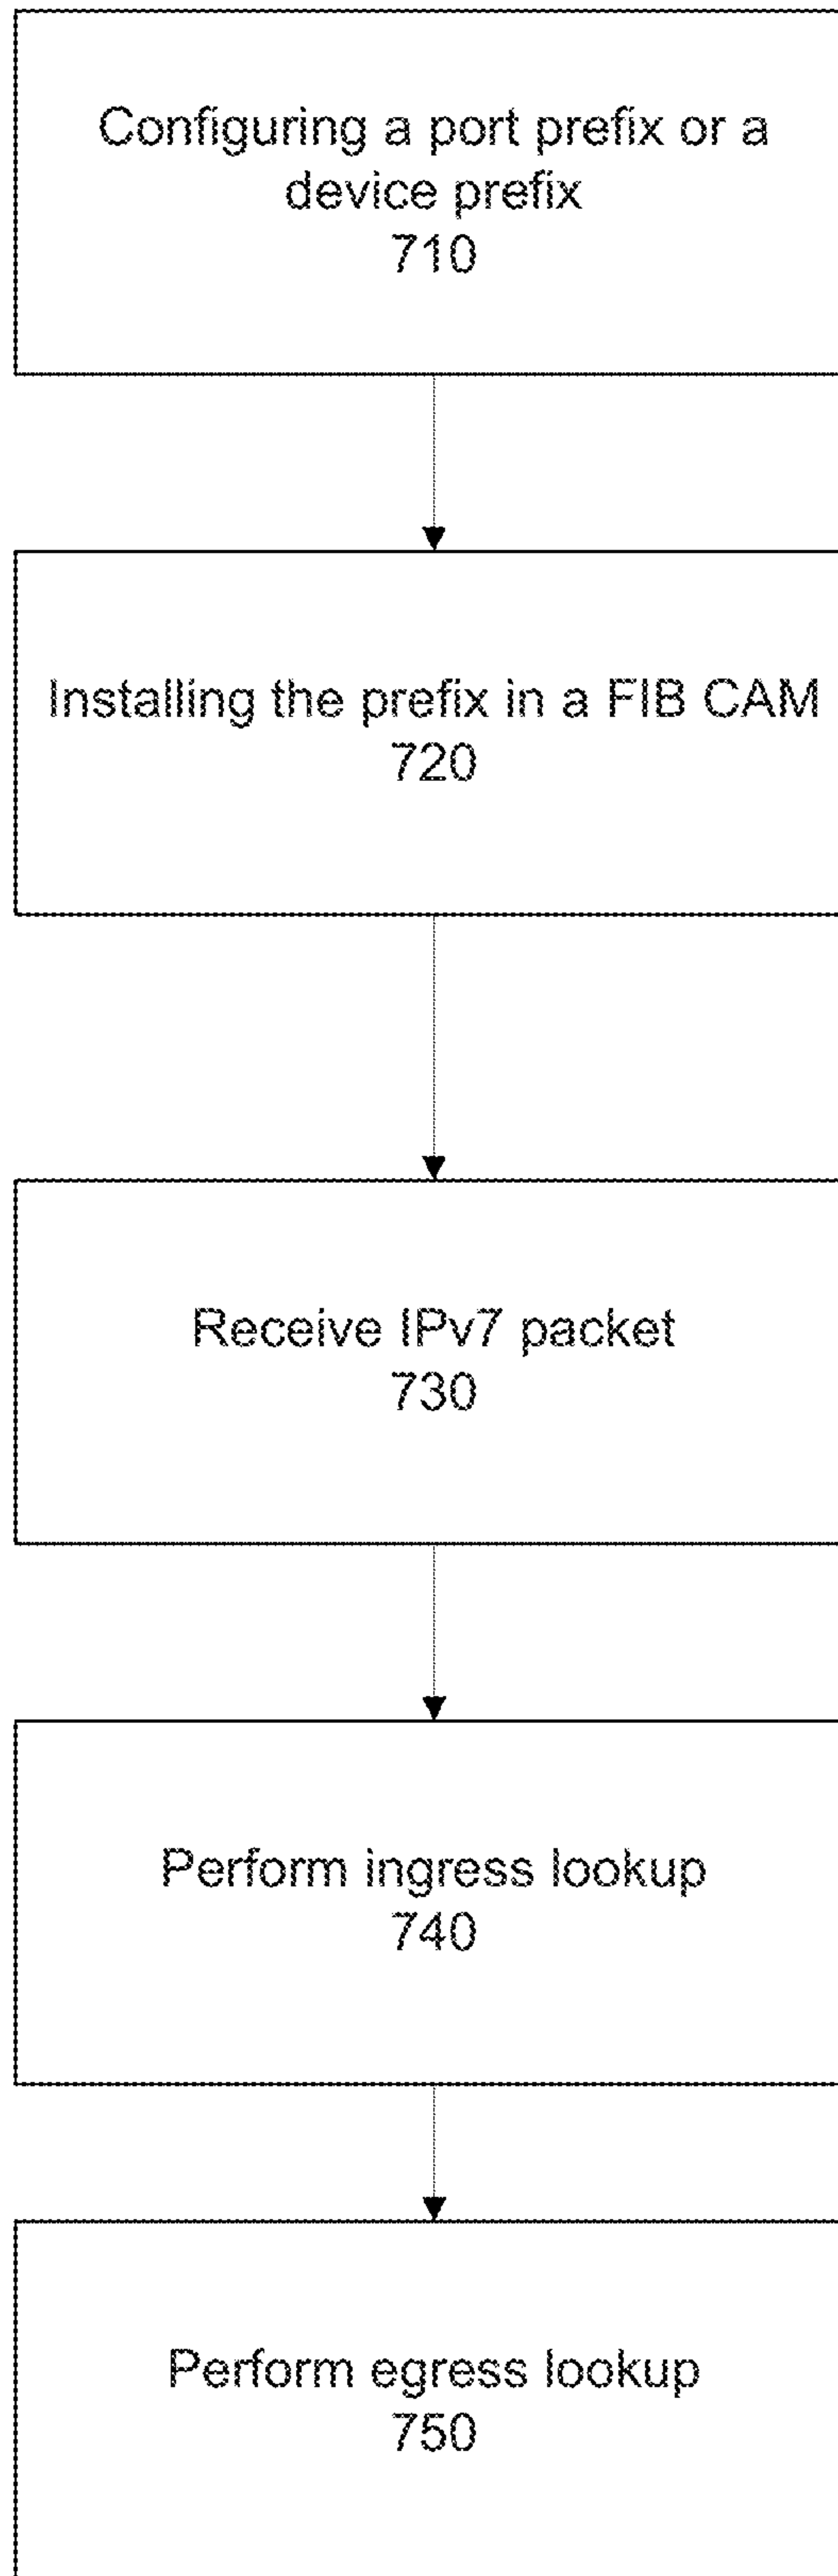 Configuring a port prefix or a
device prefix
710
Installing the prefix in a FIB CAM
720
Receive IPv7 packet
730
Perform ingress lookup
740
Perform egress lookup
750